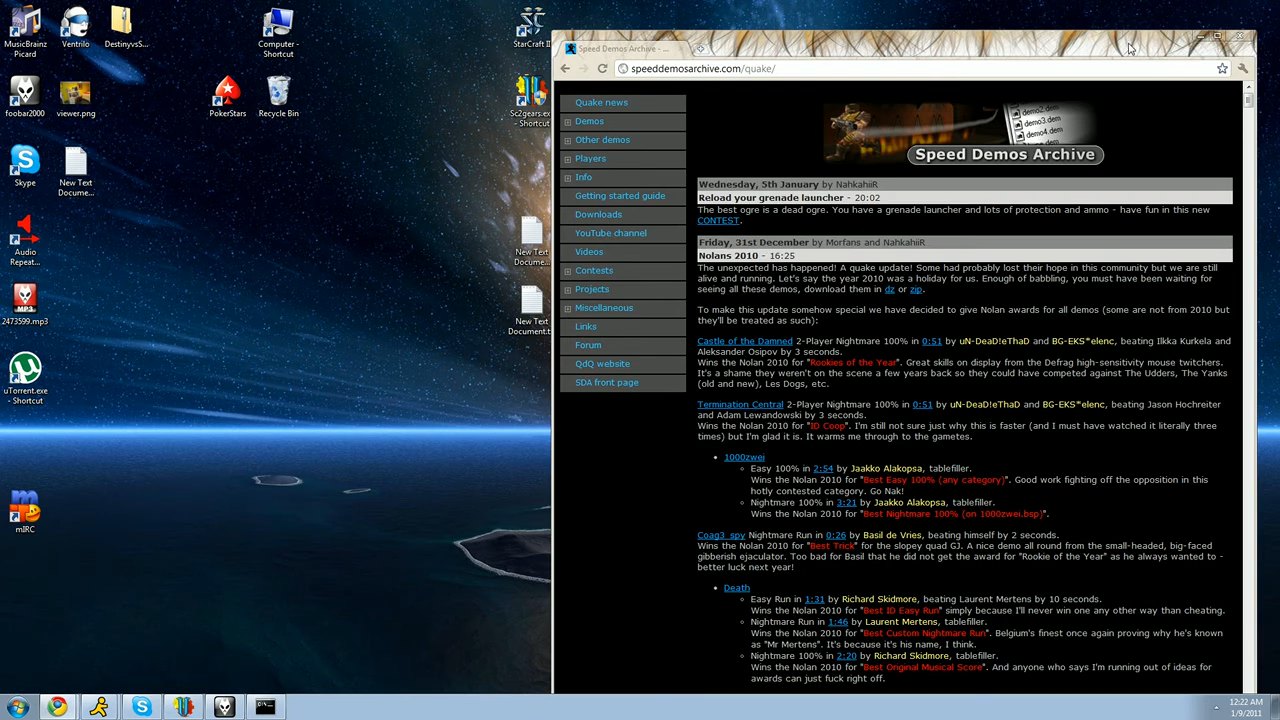 MusicBrainz
Picard
Ventrilo
DestinyvsS...
Computer -
Shortcut
StarCraft II
foobar2000
viewer.png
PokerStars
Recycle Bin
Sc2gears.ex
- Shortcut
Skype
New Text
Docume...
Audio
Repeat...
New Text
Docume...
MP3
2473599.mp3
New Text
Document.t
uTorrent.exe
- Shortcut
mIRC
Speed Demos Archive - ...
speeddemosarchive.com/quake/
Quake news
Demos
Other demos
Players
Info
Getting started guide
Downloads
YouTube channel
Videos
Contests
Projects
Miscellaneous
Links
Forum
QdQ website
SDA front page
demo2.dem
demo3.dem
demo4.dem
Speed Demos Archive
Wednesday, 5th January by NahkahiiR
Reload your grenade launcher - 20:02
The best ogre is a dead ogre. You have a grenade launcher and lots of protection and ammo - have fun in this new
CONTEST.
Friday, 31st December by Morfans and NahkahiiR
Nolans 2010 - 16:25
The unexpected has happened! A quake update! Some had probably lost their hope in this community but we are still
alive and running. Let's say the year 2010 was a holiday for us. Enough of babbling, you must have been waiting for
seeing all these demos, download them in dz or zip.
To make this update somehow special we have decided to give Nolan awards for all demos (some are not from 2010 but
they'll be treated as such):
Castle of the Damned 2-Player Nightmare 100% in 0:51 by uN-DeaD!eThaD and BG-EKS*elenc, beating Ilkka Kurkela and
Aleksander Osipov by 3 seconds.
Wins the Nolan 2010 for "Rookies of the Year". Great skills on display from the Defrag high-sensitivity mouse twitchers.
It's a shame they weren't on the scene a few years back so they could have competed against The Udders, The Yanks
(old and new), Les Dogs, etc.
Termination Central 2-Player Nightmare 100% in 0:51 by uN-DeaD!eThaD and BG-EKS*elenc, beating Jason Hochreiter
and Adam Lewandowski by 3 seconds.
Wins the Nolan 2010 for "ID Coop". I'm still not sure just why this is faster (and I must have watched it literally three
times) but I'm glad it is. It warms me through to the gametes.
1000zwei
Easy 100% in 2:54 by Jaakko Alakopsa, tablefiller.
Wins the Nolan 2010 for "Best Easy 100% (any category)". Good work fighting off the opposition in this
hotly contested category. Go Nak!
Nightmare 100% in 3:21 by Jaakko Alakopsa, tablefiller.
Wins the Nolan 2010 for "Best Nightmare 100% (on 1000zwei.bsp)".
Coag3_spy Nightmare Run in 0:26 by Basil de Vries, beating himself by 2 seconds.
Wins the Nolan 2010 for "Best Trick" for the slopey quad GJ. A nice demo all round from the small-headed, big-faced
gibberish ejaculator. Too bad for Basil that he did not get the award for "Rookie of the Year" as he always wanted to -
better luck next year!
Death
Easy Run in 1:31 by Richard Skidmore, beating Laurent Mertens by 10 seconds.
Wins the Nolan 2010 for "Best ID Easy Run" simply because I'll never win one any other way than cheating.
Nightmare Run in 1:46 by Laurent Mertens, tablefiller.
Wins the Nolan 2010 for "Best Custom Nightmare Run". Belgium's finest once again proving why he's known
as "Mr Mertens". It's because it's his name, I think.
Nightmare 100% in 2:20 by Richard Skidmore, tablefiller.
Wins the Nolan 2010 for "Best Original Musical Score". And anyone who says I'm running out of ideas for
awards can just fuck right off.
12:22 AM
1/9/2011